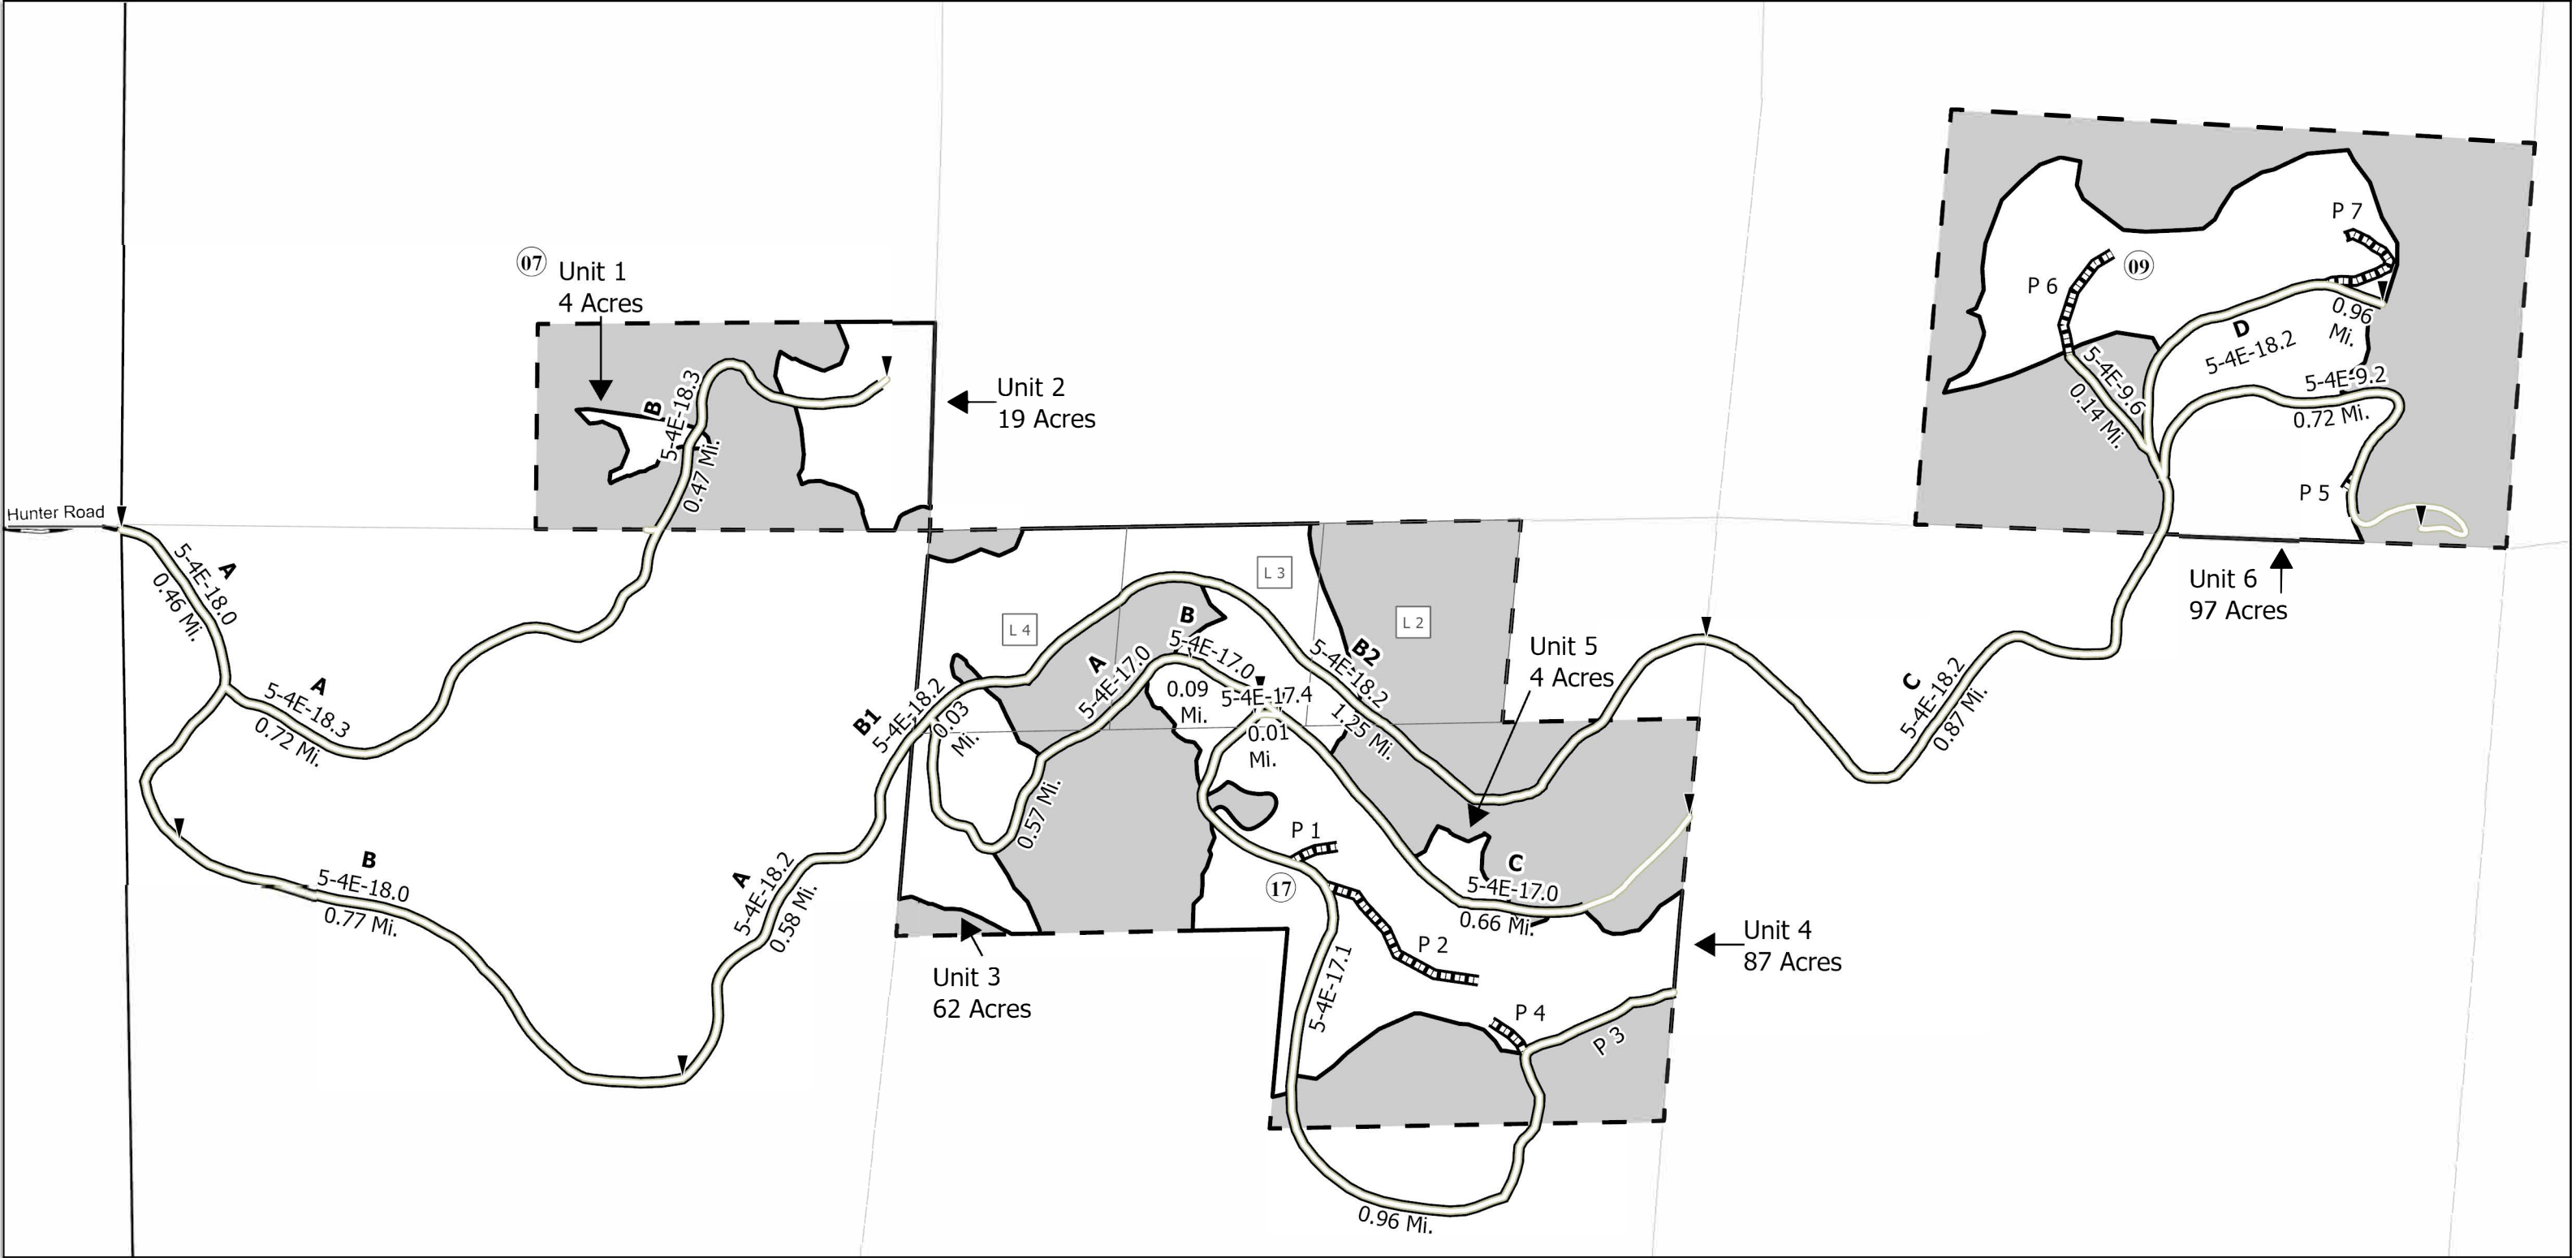 Hunter Road
07
Unit 1
4 Acres
Unit 2
19 Acres
B
5-4E-18.3
0.47 Mi.
A
5-4E-18.0
0.46 Mi.
A
5-4E-18.3
0.72 Mi.
B
5-4E-18.0
0.77 Mi.
A
5-4E-18.2
0.58 Mi.
B1
5-4E-18.2
0.03
Mi.
L 4
L 3
L 2
A
5-4E-17.0
0.57 Mi.
B
5-4E-17.0
0.09
Mi.
5-4E-17.4
0.01
Mi.
B2
5-4E-18.2
1.25 Mi.
Unit 5
4 Acres
C
5-4E-17.0
0.66 Mi.
P 1
17
P 2
5-4E-17.1
P 4
P 3
0.96 Mi.
Unit 3
62 Acres
Unit 4
87 Acres
C
5-4E-18.2
0.87 Mi.
P 7
09
P 6
0.96
Mi.
D
5-4E-18.2
5-4E-9.6
0.14 Mi.
5-4E-9.2
0.72 Mi.
P 5
Unit 6
97 Acres